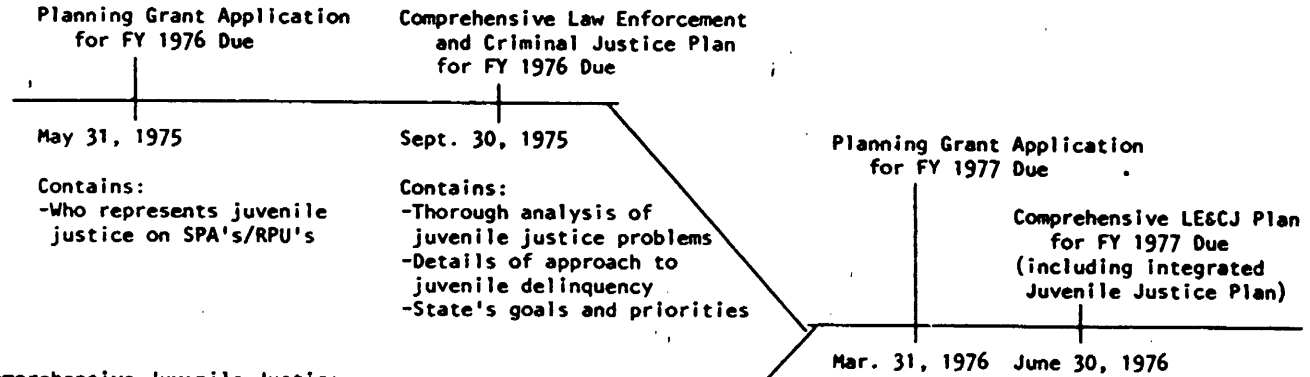 Planning Grant Application
for FY 1976 Due
Comprehensive Law Enforcement
and Criminal Justice Plan
for FY 1976 Due
May 31, 1975
Contains:
-Who represents juvenile
justice on SPA's/RPU's
Sept. 30, 1975
Contains:
-Thorough analysis of
juvenile justice problems
-Details of approach to
juvenile delinquency
-State's goals and priorities
Planning Grant Application
for FY 1977 Due
Comprehensive LE&CJ Plan
for FY 1977 Due
(including integrated
Juvenile Justice Plan)
Mar. 31, 1976
June 30, 1976